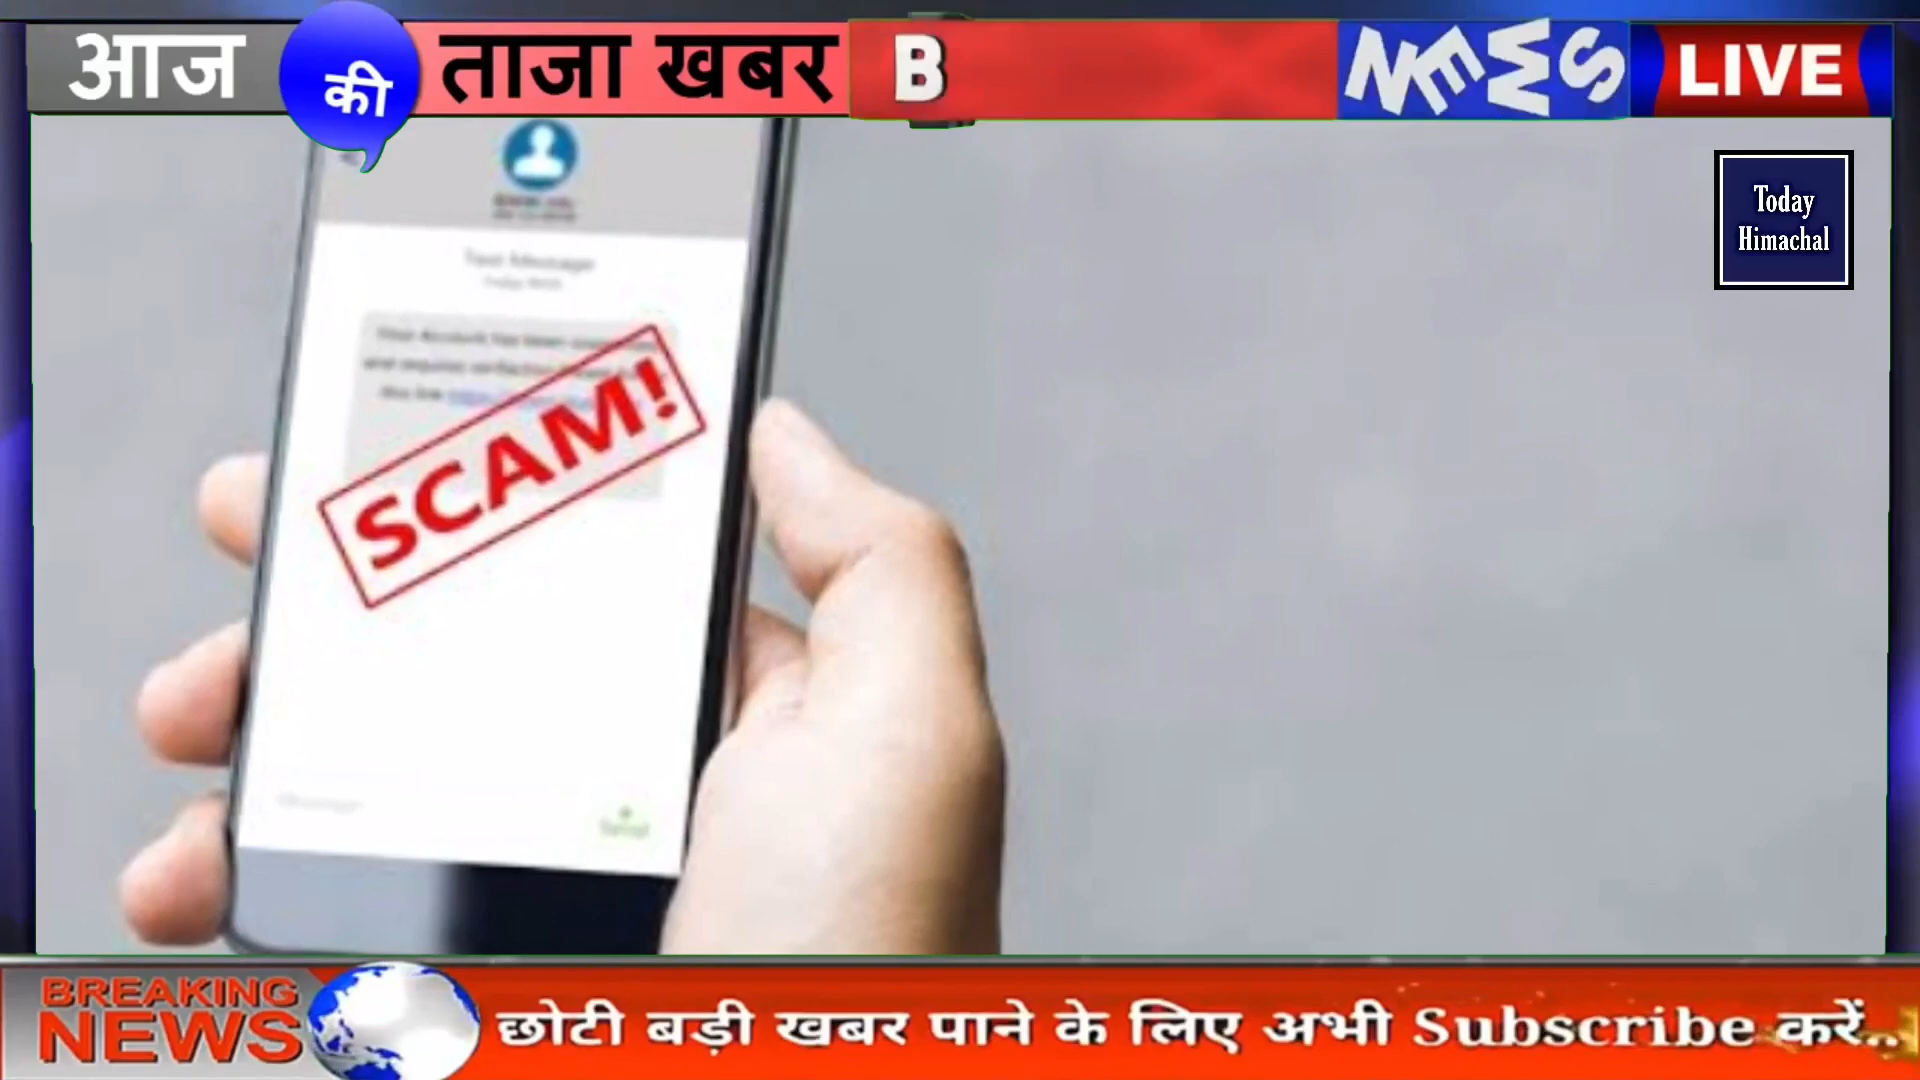 आज की ताजा खबर B NEWS LIVE
Today
Himachal
SCAM!
BREAKING
NEWS
छोटी बड़ी खबर पाने के लिए अभी Subscribe करें..